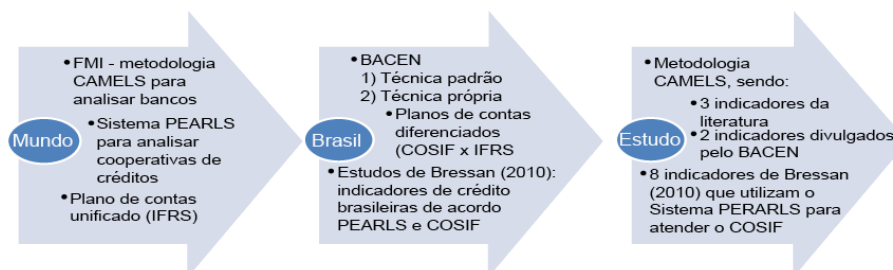 • FMI - metodologia
CAMELS para
analisar bancos
Mundo
• Sistema PEARLS
para analisar
cooperativas de
créditos
• Plano de contas
unificado (IFRS)
• BACEN
1) Técnica padrão
2) Técnica própria
Brasil
• Planos de contas
diferenciados
(COSIF x IFRS
• Estudos de Bressan (2010):
indicadores de crédito
brasileiras de acordo
PEARLS e COSIF
• Metodologia
CAMELS, sendo:
• 3 indicadores da
literatura
Estudo
• 2 indicadores divulgados
pelo BACEN
• 8 indicadores de Bressan
(2010) que utilizam o
Sistema PERARLS para
atender o COSIF